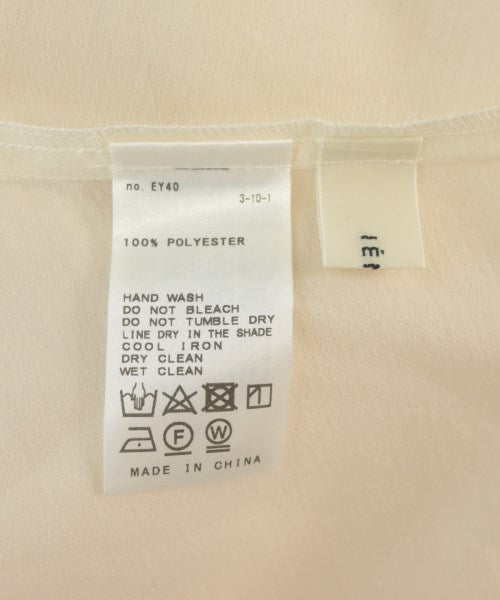 no. EY40
3-10-1
100% POLYESTER
HAND WASH
DO NOT BLEACH
DO NOT TUMBLE DRY
LINE DRY IN THE SHADE
COOL IRON
DRY CLEAN
WET CLEAN
F
W
MADE IN CHINA